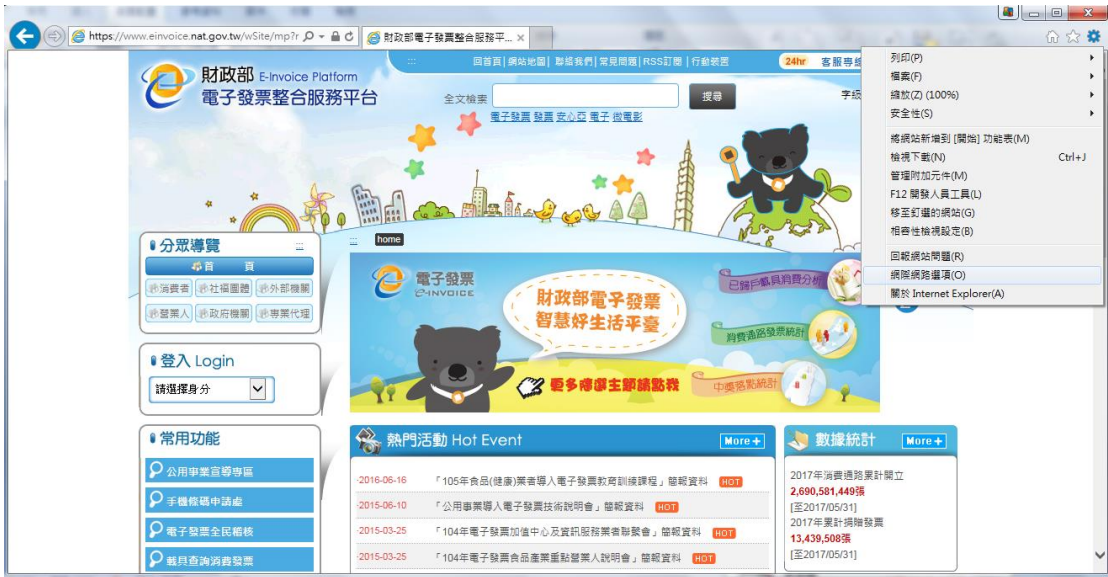 https://www.einvoice.nat.gov.tw/wSite/mp?r
財政部電子發票整合服務平...
財政部 E-Invoice Platform
電子發票整合服務平台
回首頁|網站地圖| 聯絡我們|常見問題|RSS訂閱|行動裝置
24hr 客服專線
全文檢索
搜尋
字級
電子發票 發票 安心亞 電子 微電影
列印(P)
檔案(F)
縮放(Z) (100%)
安全性(S)
將網站新增到 [開始] 功能表(M)
檢視下載(N) Ctrl+J
管理附加元件(M)
F12 開發人員工具(L)
移至釘選的網站(G)
相容性檢視設定(B)
回報網站問題(R)
網際網路選項(O)
關於 Internet Explorer(A)
home
分眾導覽
首 頁
消費者 社福團體 外部機關
營業人 政府機關 專業代理
登入 Login
請選擇身分
常用功能
公用事業宣導專區
手機條碼申請處
電子發票全民稽核
載具查詢消費發票
電子發票
E-INVOICE
財政部電子發票
智慧好生活平臺
已歸戶載具消費分析
消費通路發票統計
中獎落點統計
熱門活動 Hot Event
More+
2016-06-16 「105年食品(健康)業者導入電子發票教育訓練課程」簡報資料 HOT
2015-06-10 「公用事業導入電子發票技術說明會」簡報資料 HOT
2015-03-25 「104年電子發票加值中心及資訊服務業者聯繫會」簡報資料 HOT
2015-03-25 「104年電子發票食品產業重點營業人說明會」簡報資料 HOT
數據統計
More+
2017年消費通路累計開立
2,690,581,449張
[至2017/05/31]
2017年累計捐贈發票
13,439,508張
[至2017/05/31]